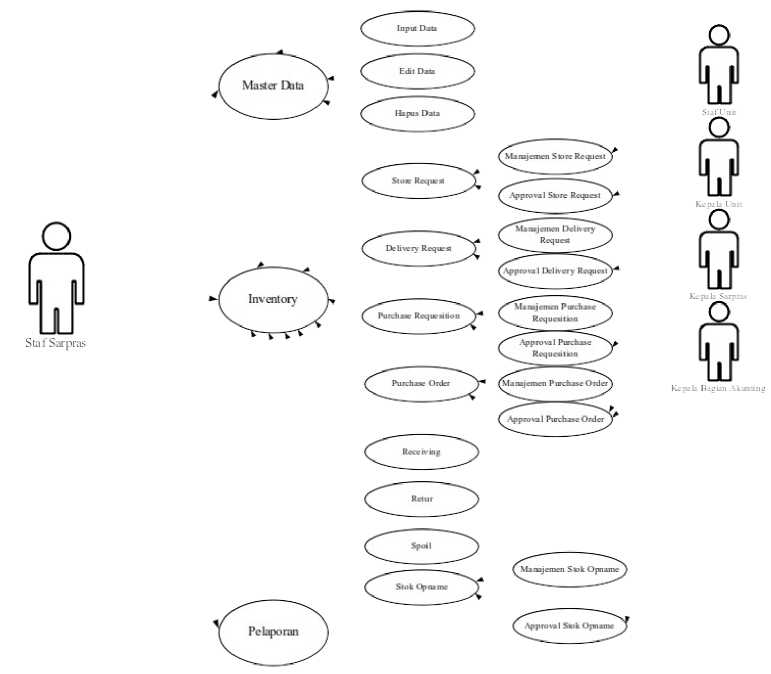 Input Data
Master Data
Edit Data
Hapus Data
Staf Unit
Manajemen Store Request
Store Request
Approval Store Request
Kepala Unit
Manajemen Delivery
Request
Delivery Request
Approval Delivery Request
Kepala Sarpras
Inventory
Manajemen Purchase
Requesition
Purchase Requesition
Approval Purchase
Requesition
Staf Sarpras
Purchase Order
Manajemen Purchase Order
Kepala Bagian Akunting
Approval Purchase Order
Receiving
Retur
Spoil
Manajemen Stok Opname
Stok Opname
Pelaporan
Approval Stok Opname